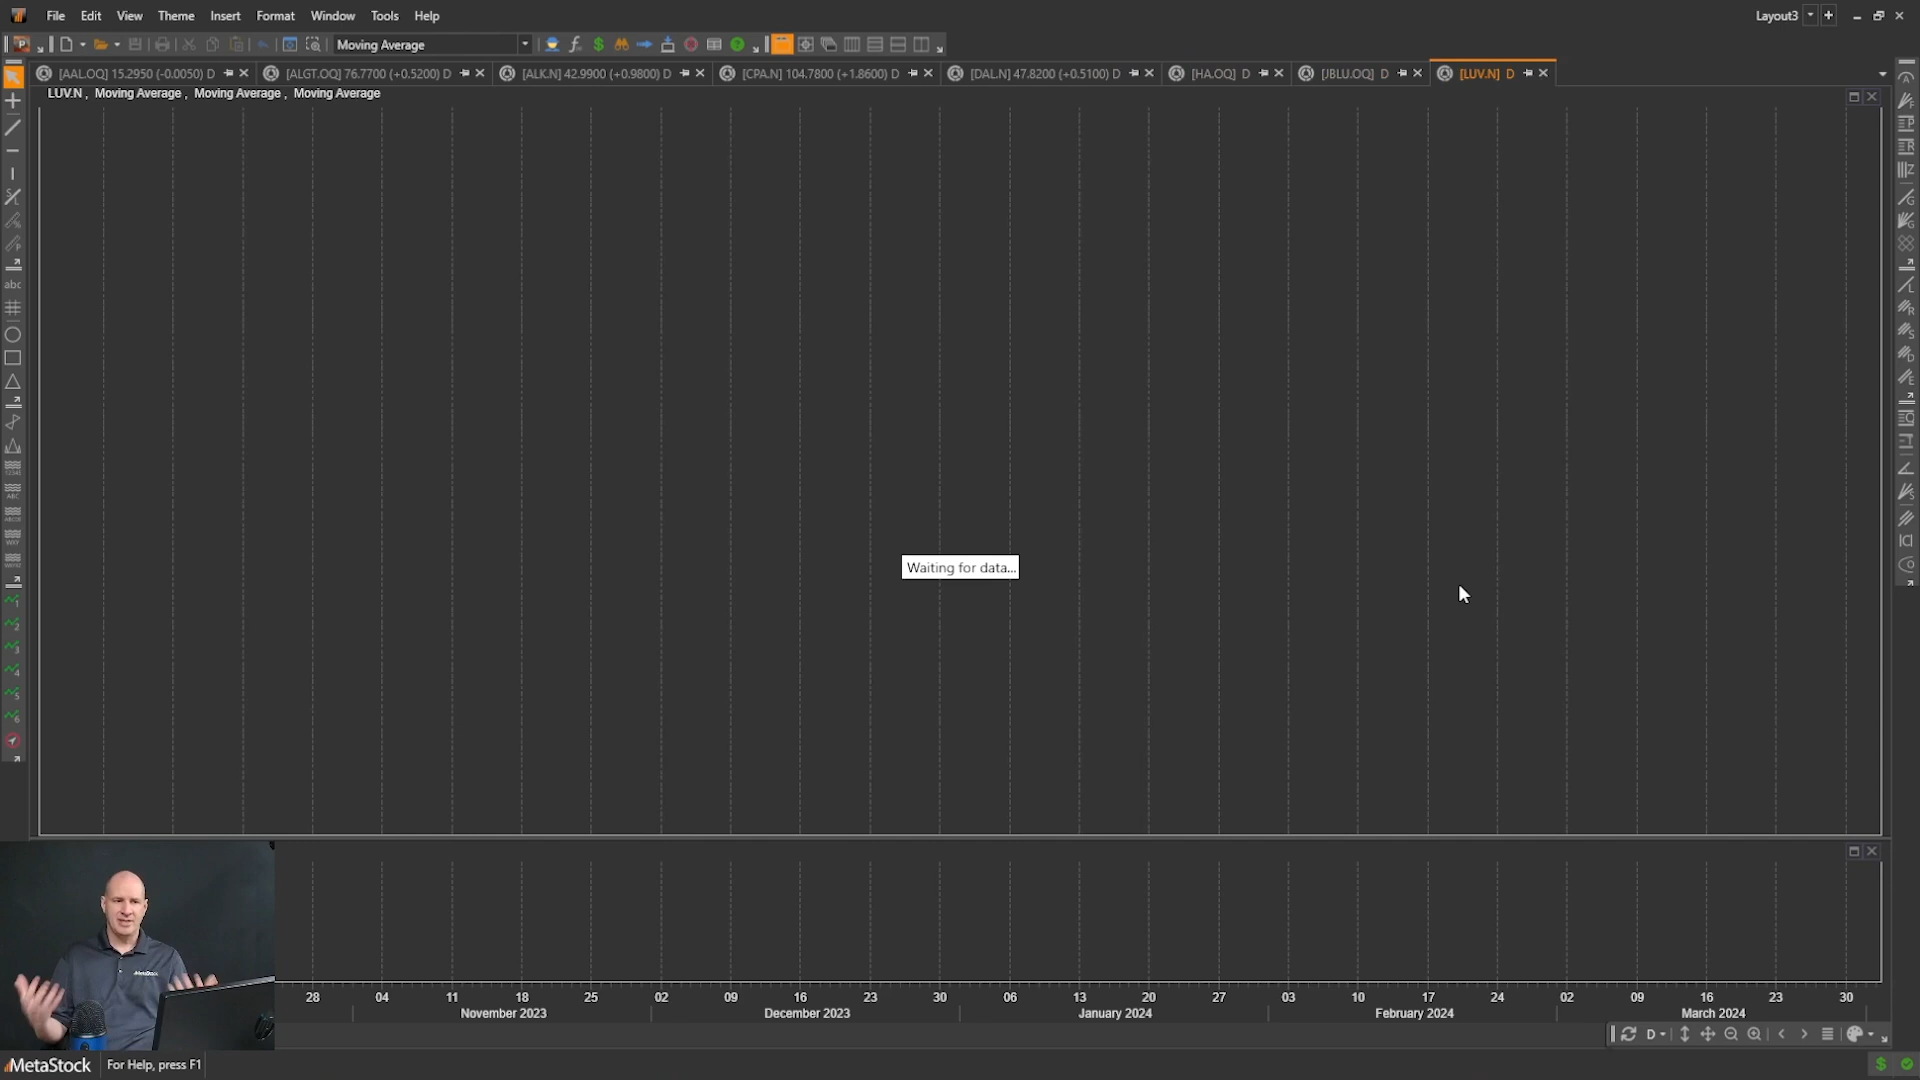 File Edit View Theme Insert Format Window Tools Help
Layout3
Moving Average
[AAL.OQ] 15.2950 (-0.0050) D
[ALGT.OQ] 76.7700 (+0.5200) D
[ALK.N] 42.9900 (+0.9800) D
[CPA.N] 104.7800 (+1.8600) D
[DAL.N] 47.8200 (+0.5100) D
[HA.OQ] D
[JBLU.OQ] D
[LUV.N] D
LUV.N , Moving Average , Moving Average , Moving Average
abc
Waiting for data...
28 04 11 18 25 02 09 16 23 30 06 13 20 27 03 10 17 24 02 09 16 23 30
November 2023 December 2023 January 2024 February 2024 March 2024
D
MetaStock For Help, press F1